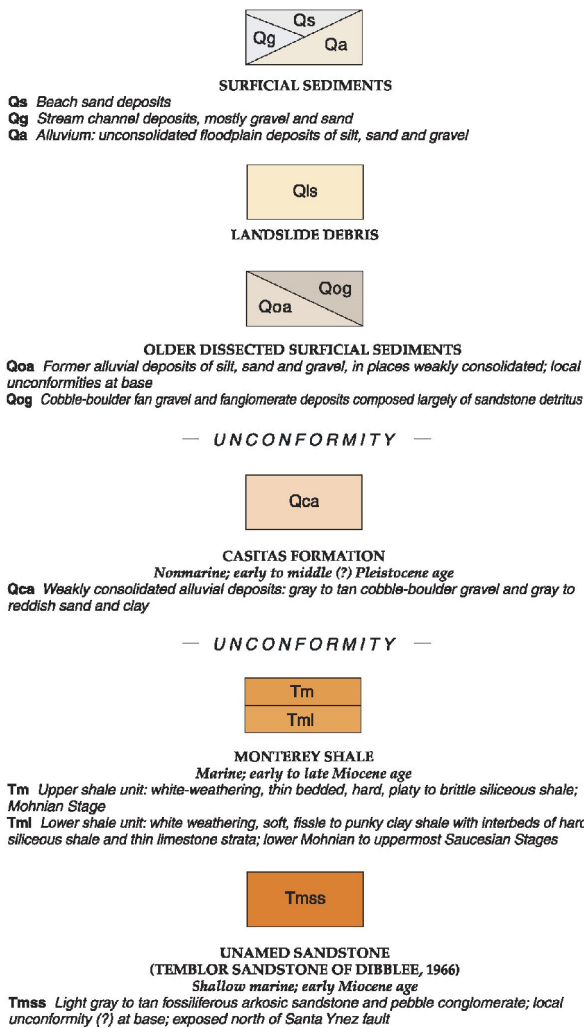 Qs
Qg
Qa
SURFICIAL SEDIMENTS
Qs Beach sand deposits
Qg Stream channel deposits, mostly gravel and sand
Qa Alluvium: unconsolidated floodplain deposits of silt, sand and gravel
Qls
LANDSLIDE DEBRIS
Qog
Qoa
OLDER DISSECTED SURFICIAL SEDIMENTS
Qoa Former alluvial deposits of silt, sand and gravel, in places weakly consolidated; local
unconformities at base
Qog Cobble-boulder fan gravel and fanglomerate deposits composed largely of sandstone detritus
— UNCONFORMITY —
Qca
CASITAS FORMATION
Nonmarine; early to middle (?) Pleistocene age
Qca Weakly consolidated alluvial deposits: gray to tan cobble-boulder gravel and gray to
reddish sand and clay
— UNCONFORMITY —
Tm
Tml
MONTEREY SHALE
Marine; early to late Miocene age
Tm Upper shale unit: white-weathering, thin bedded, hard, platy to brittle siliceous shale;
Mohnian Stage
Tml Lower shale unit: white weathering, soft, fissle to punky clay shale with interbeds of hard
siliceous shale and thin limestone strata; lower Mohnian to uppermost Saucesian Stages
Tmss
UNAMED SANDSTONE
(TEMBLOR SANDSTONE OF DIBBLEE, 1966)
Shallow marine; early Miocene age
Tmss Light gray to tan fossiliferous arkosic sandstone and pebble conglomerate; local
unconformity (?) at base; exposed north of Santa Ynez fault